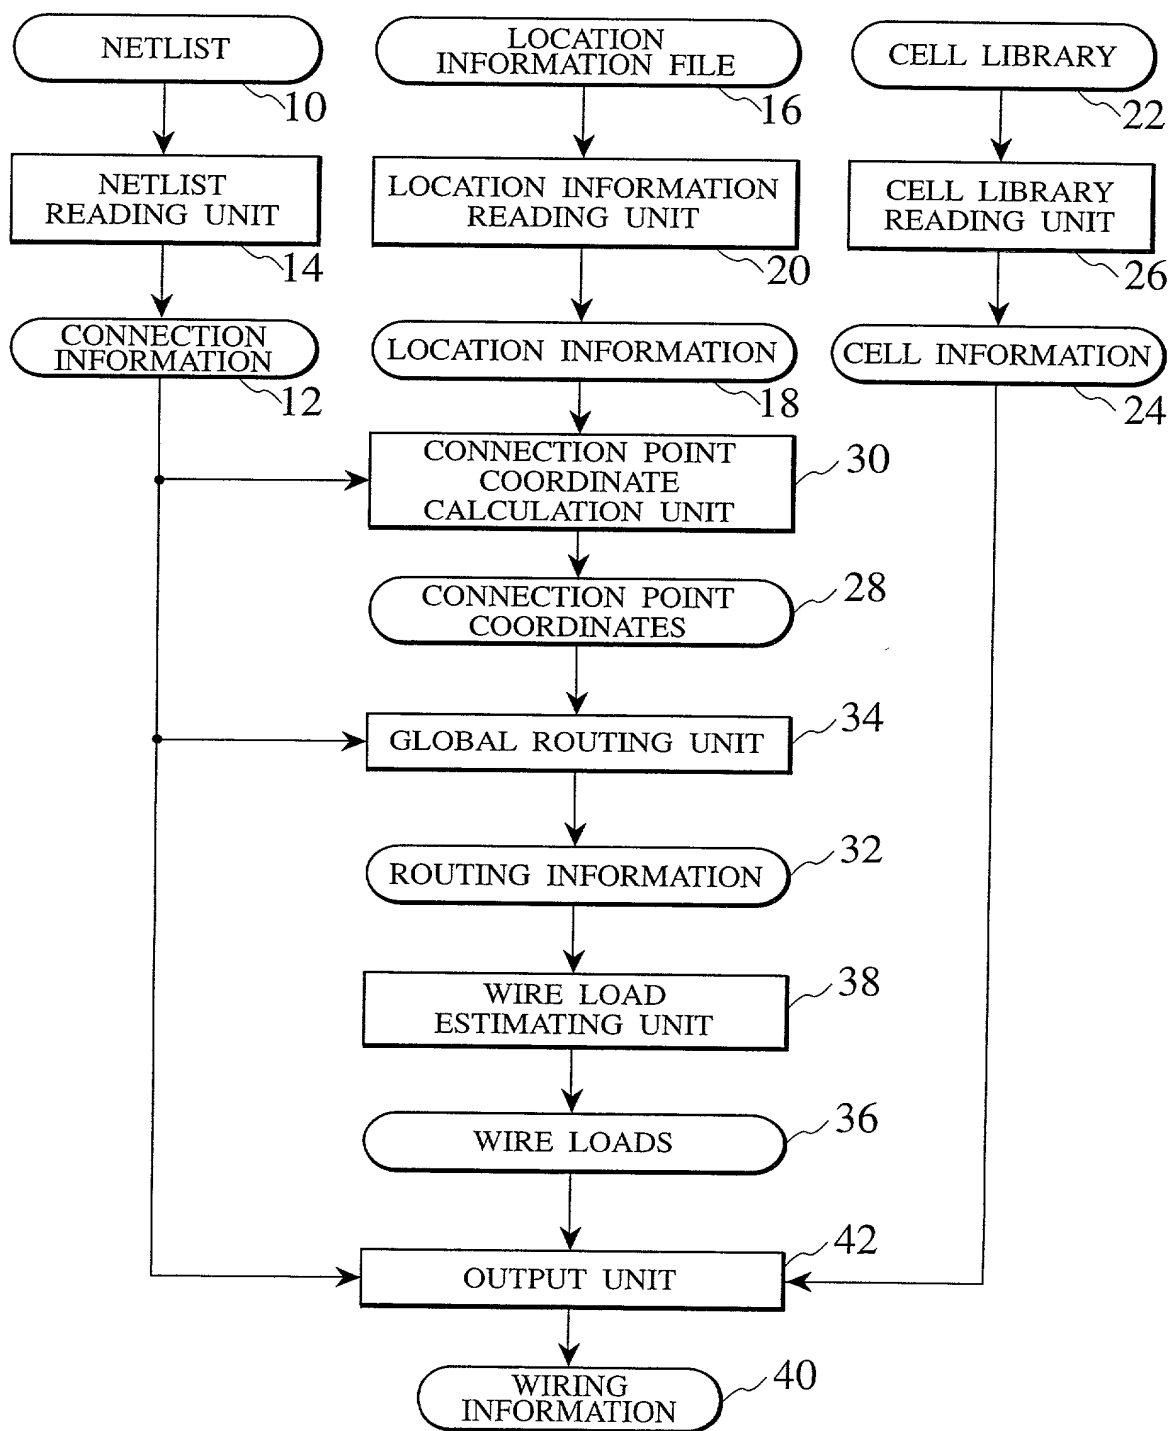 NETLIST
10
LOCATION
INFORMATION FILE
16
CELL LIBRARY
22
NETLIST
READING UNIT
14
LOCATION INFORMATION
READING UNIT
20
CELL LIBRARY
READING UNIT
26
CONNECTION
INFORMATION
12
LOCATION INFORMATION
18
CELL INFORMATION
24
CONNECTION POINT
COORDINATE
CALCULATION UNIT
30
CONNECTION POINT
COORDINATES
28
GLOBAL ROUTING UNIT
34
ROUTING INFORMATION
32
WIRE LOAD
ESTIMATING UNIT
38
WIRE LOADS
36
OUTPUT UNIT
42
WIRING
INFORMATION
40